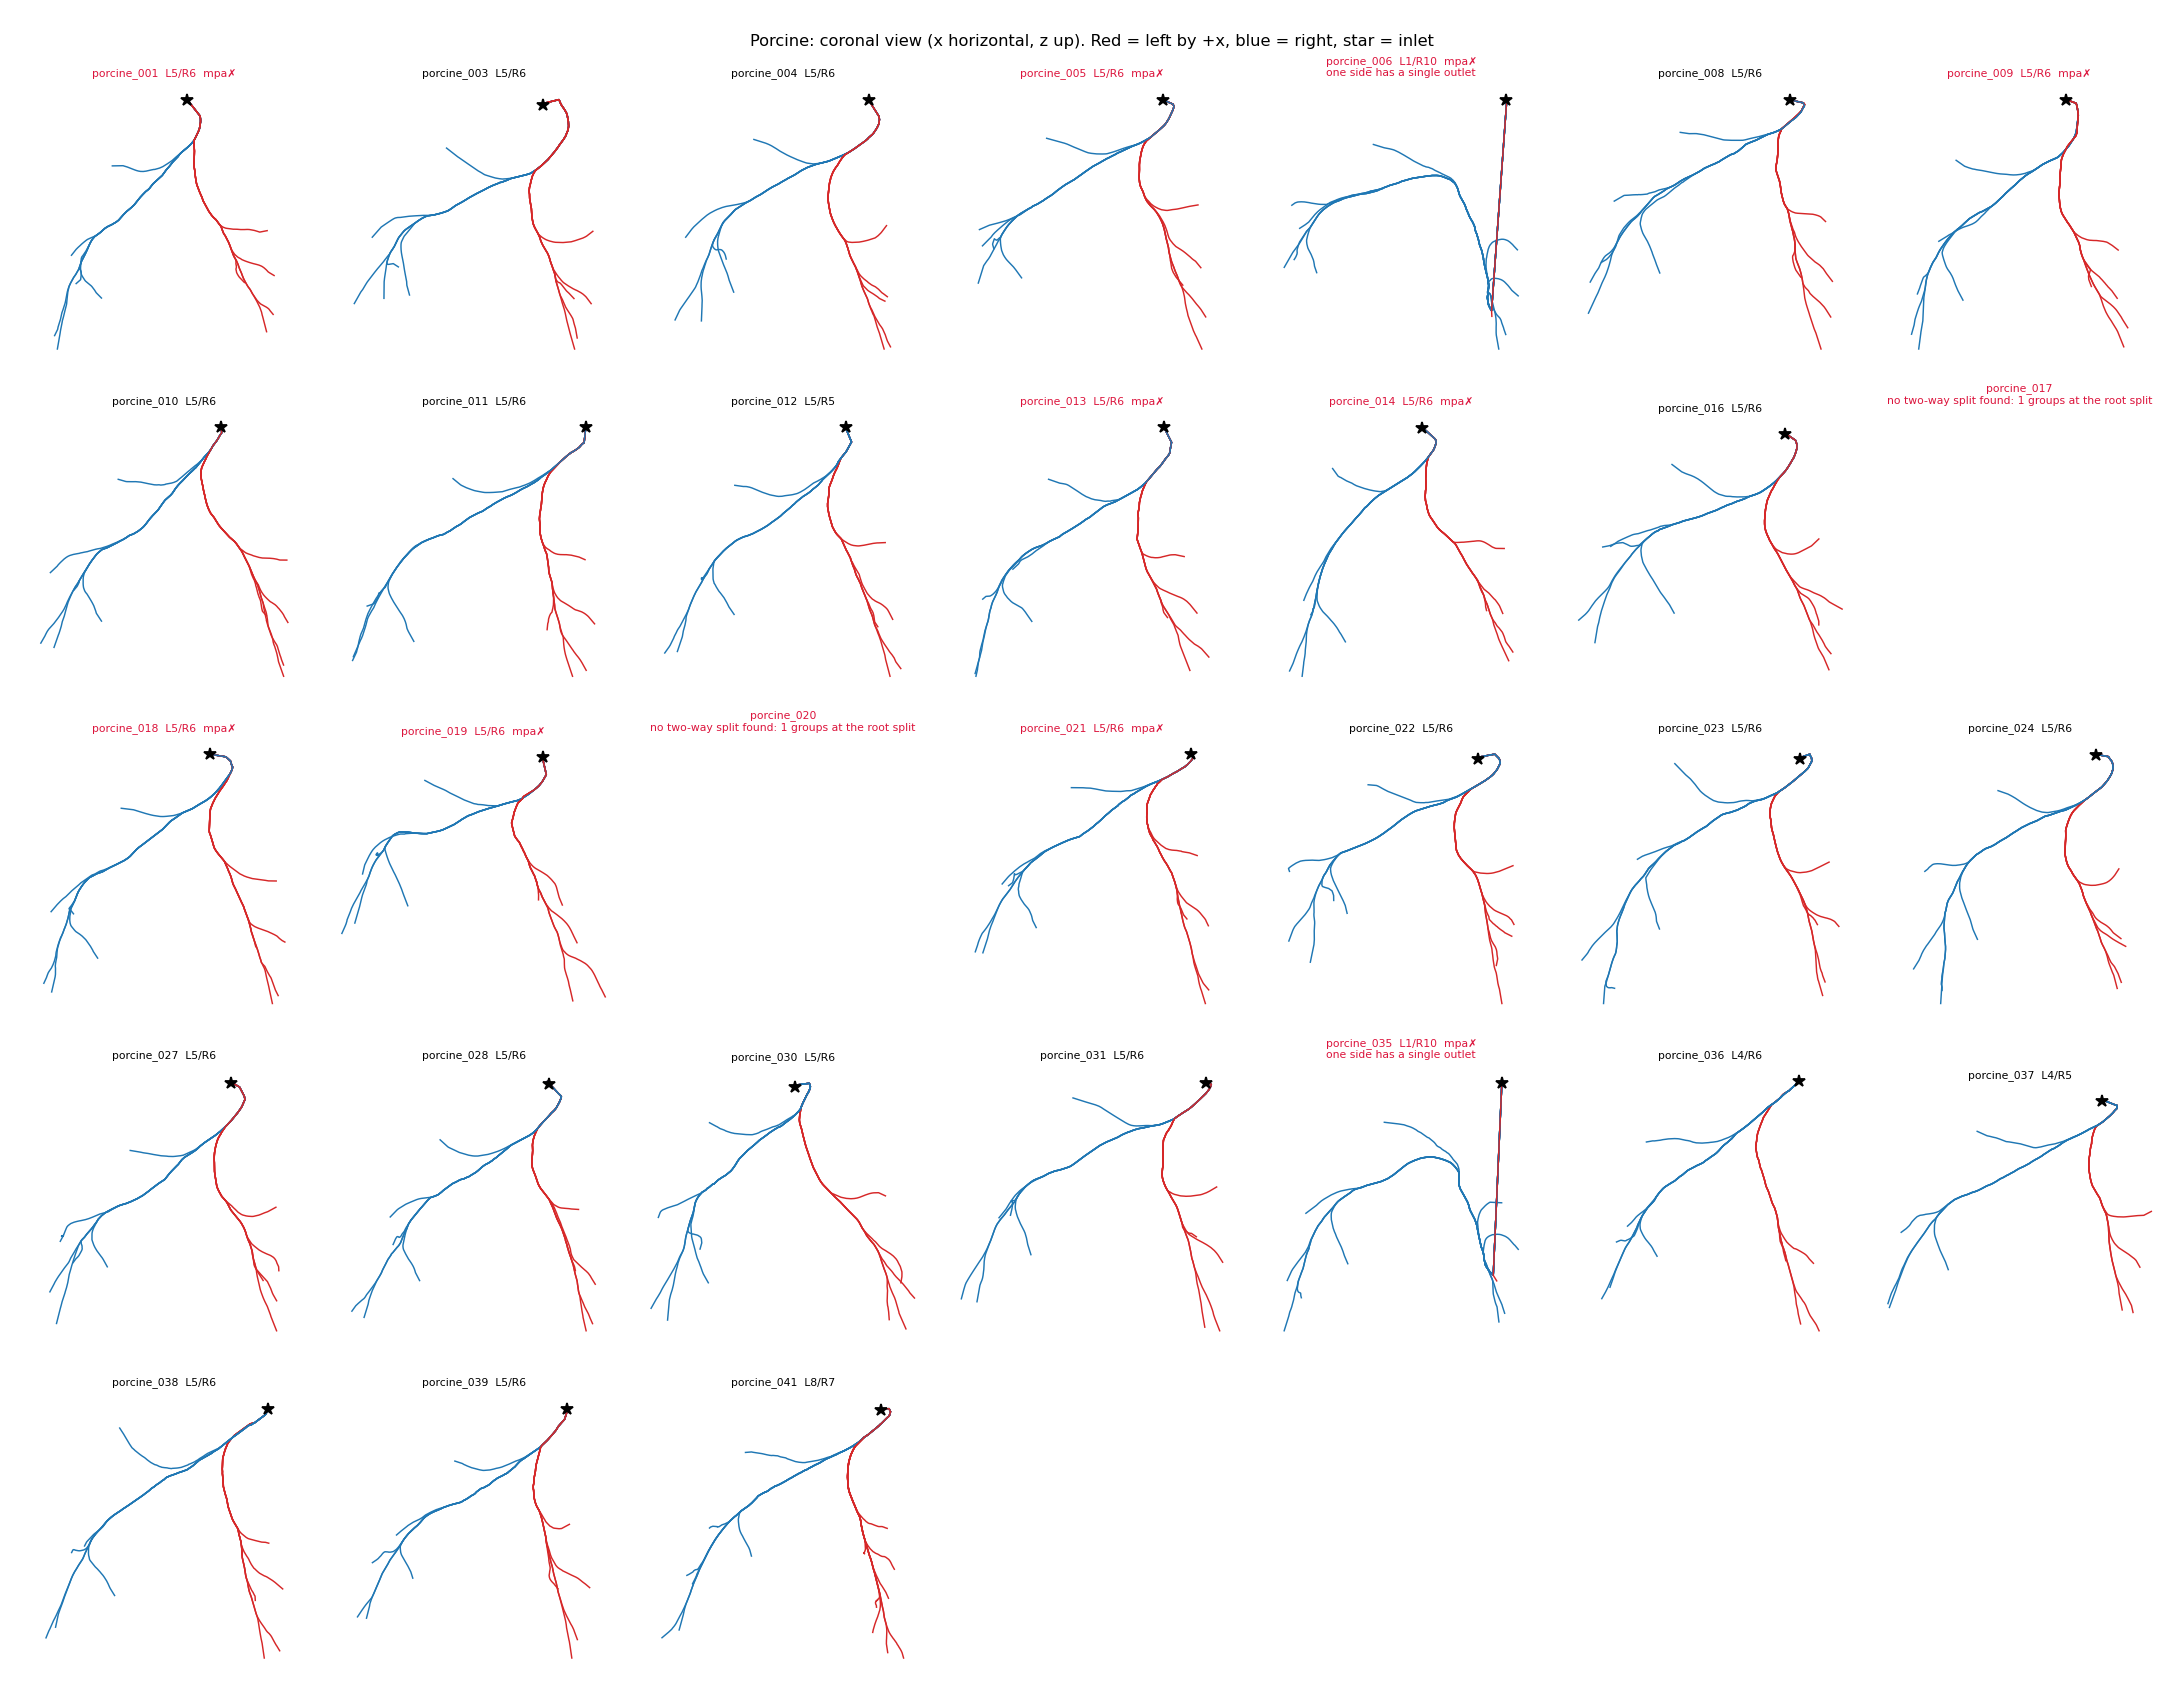 Porcine: coronal view (x horizontal, z up). Red = left by +x, blue = right, star = inlet
porcine_001  L5/R6  mpa✗
porcine_003  L5/R6
porcine_004  L5/R6
porcine_005  L5/R6  mpa✗
porcine_006  L1/R10  mpa✗
one side has a single outlet
porcine_008  L5/R6
porcine_009  L5/R6  mpa✗
porcine_010  L5/R6
porcine_011  L5/R6
porcine_012  L5/R5
porcine_013  L5/R6  mpa✗
porcine_014  L5/R6  mpa✗
porcine_016  L5/R6
porcine_017
no two-way split found: 1 groups at the root split
porcine_018  L5/R6  mpa✗
porcine_019  L5/R6  mpa✗
porcine_020
no two-way split found: 1 groups at the root split
porcine_021  L5/R6  mpa✗
porcine_022  L5/R6
porcine_023  L5/R6
porcine_024  L5/R6
porcine_027  L5/R6
porcine_028  L5/R6
porcine_030  L5/R6
porcine_031  L5/R6
porcine_035  L1/R10  mpa✗
one side has a single outlet
porcine_036  L4/R6
porcine_037  L4/R5
porcine_038  L5/R6
porcine_039  L5/R6
porcine_041  L8/R7